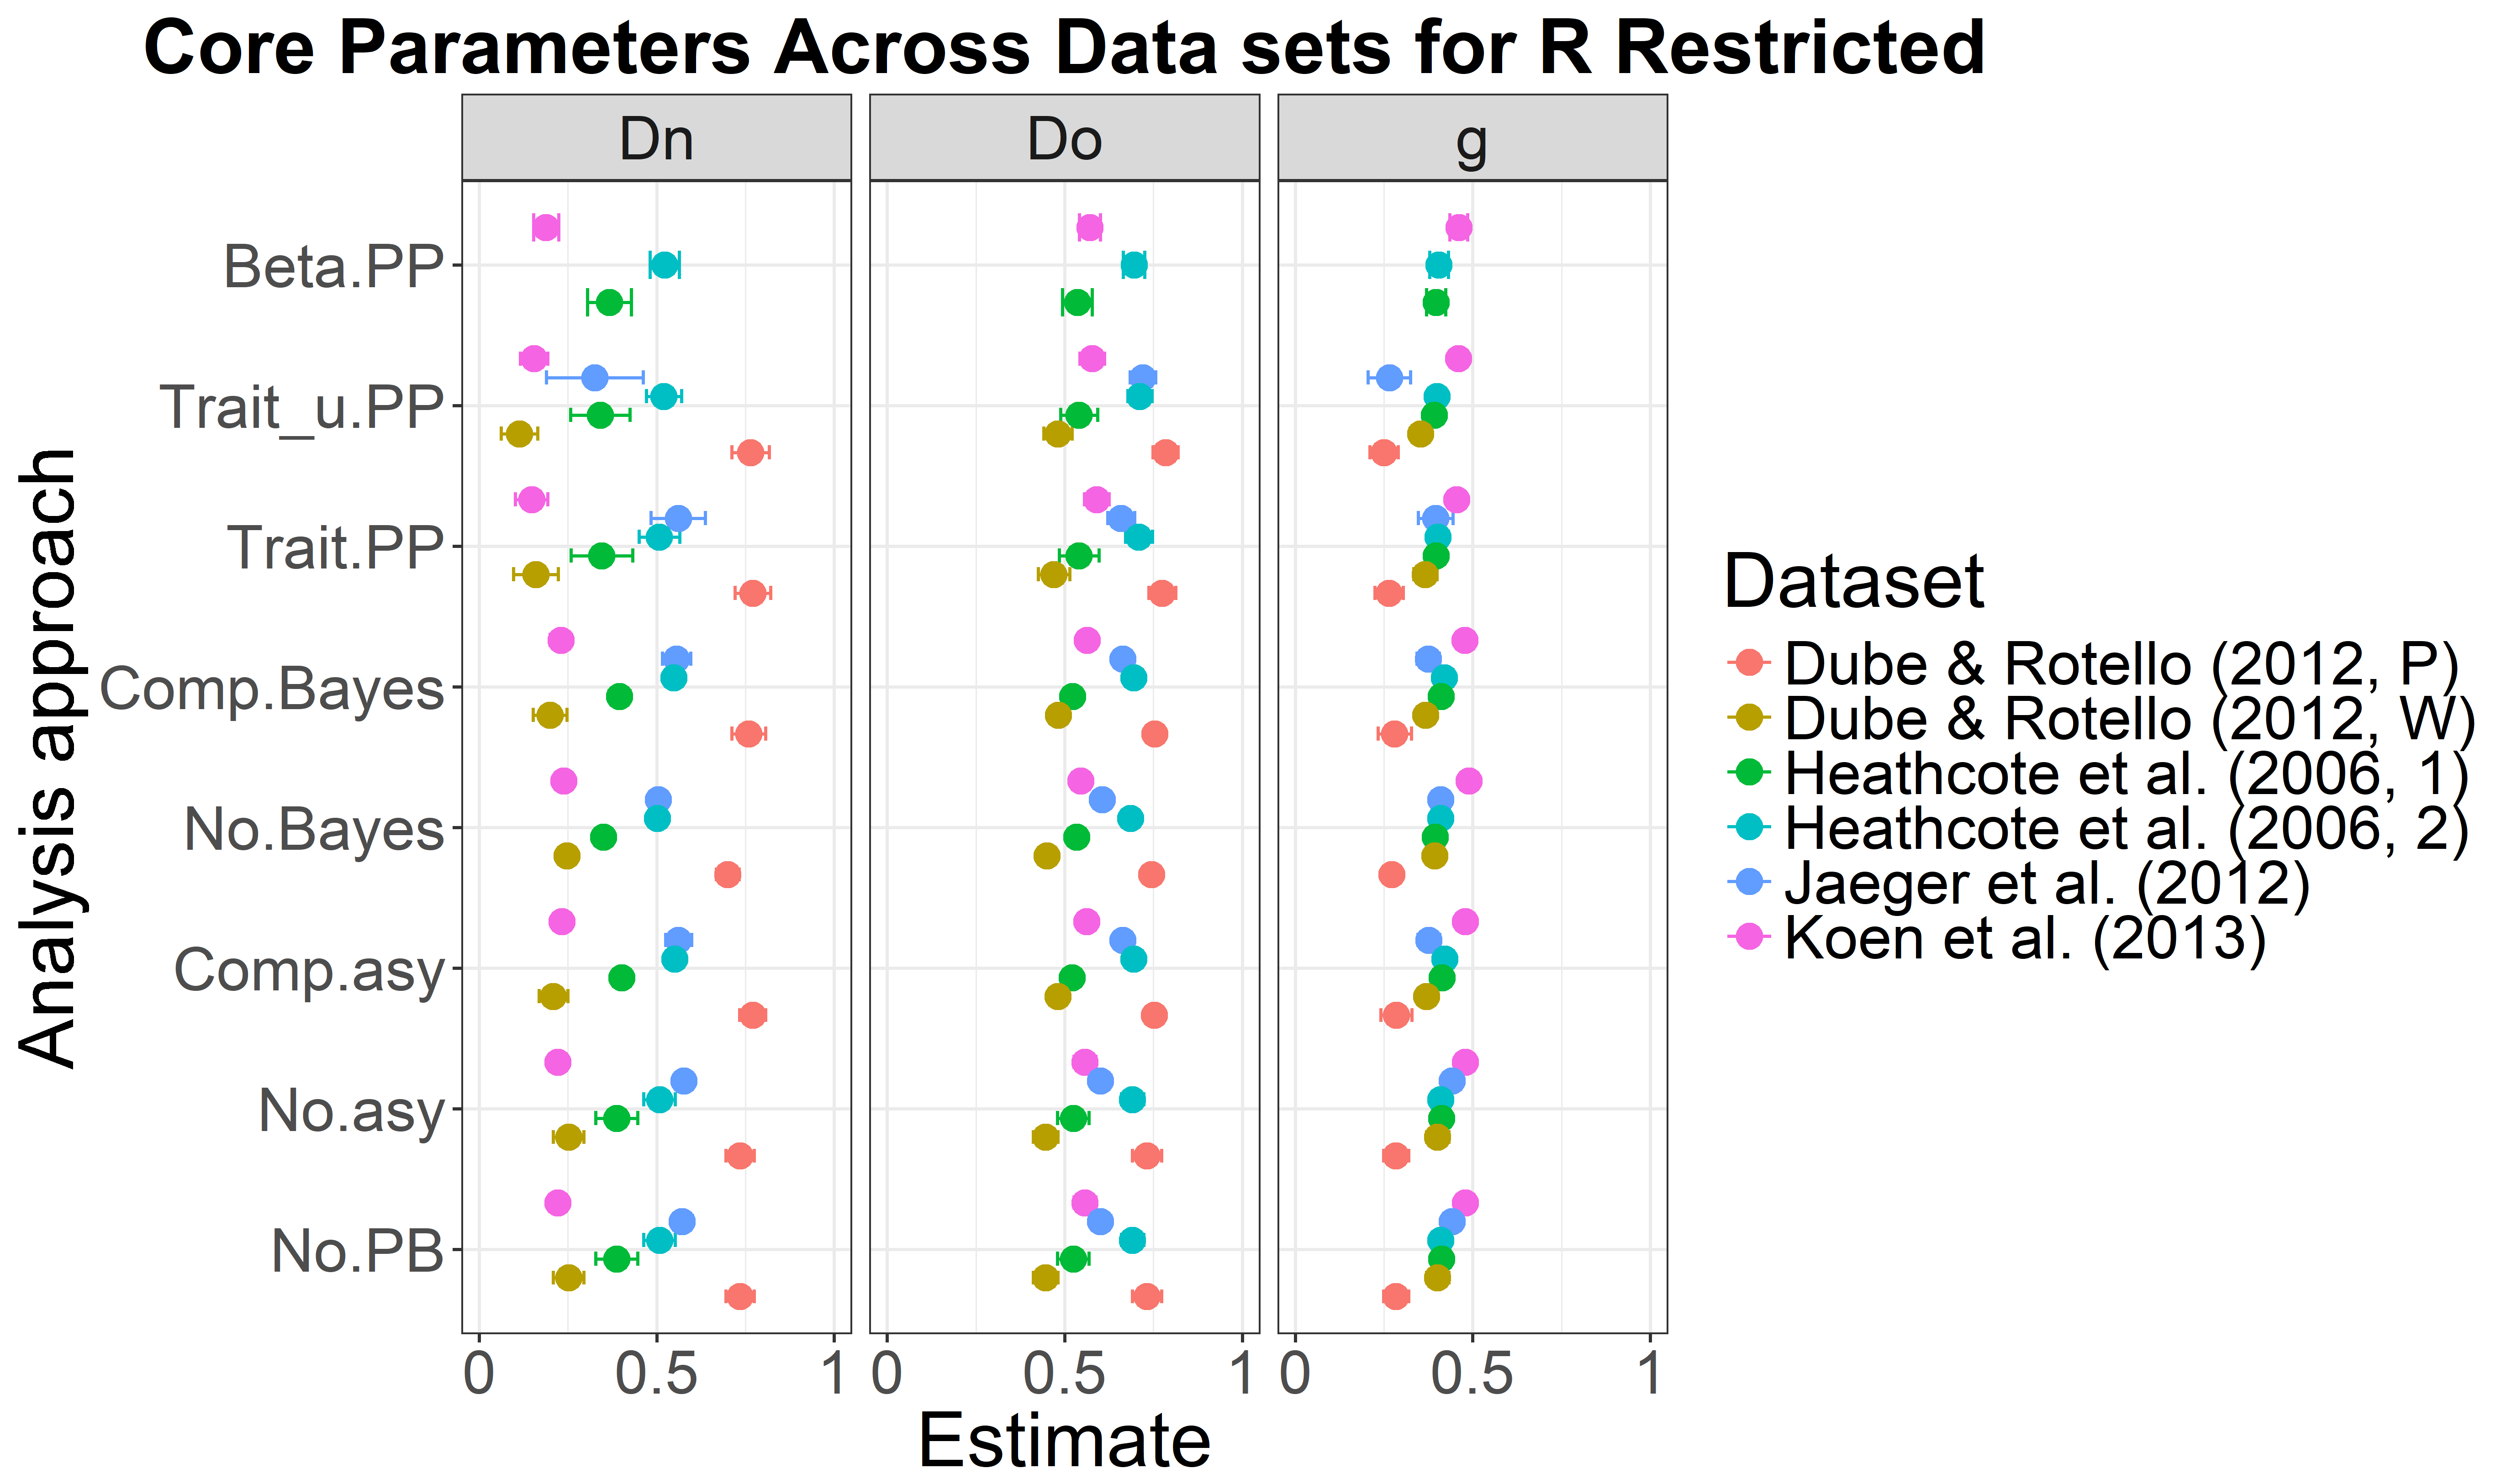 Core Parameters Across Data sets for R Restricted
Dn
Do
g
Analysis approach
Beta.PP
Trait_u.PP
Trait.PP
Comp.Bayes
No.Bayes
Comp.asy
No.asy
No.PB
0 0.5 1
0 0.5 1
0 0.5 1
Estimate
Dataset
Dube & Rotello (2012, P)
Dube & Rotello (2012, W)
Heathcote et al. (2006, 1)
Heathcote et al. (2006, 2)
Jaeger et al. (2012)
Koen et al. (2013)